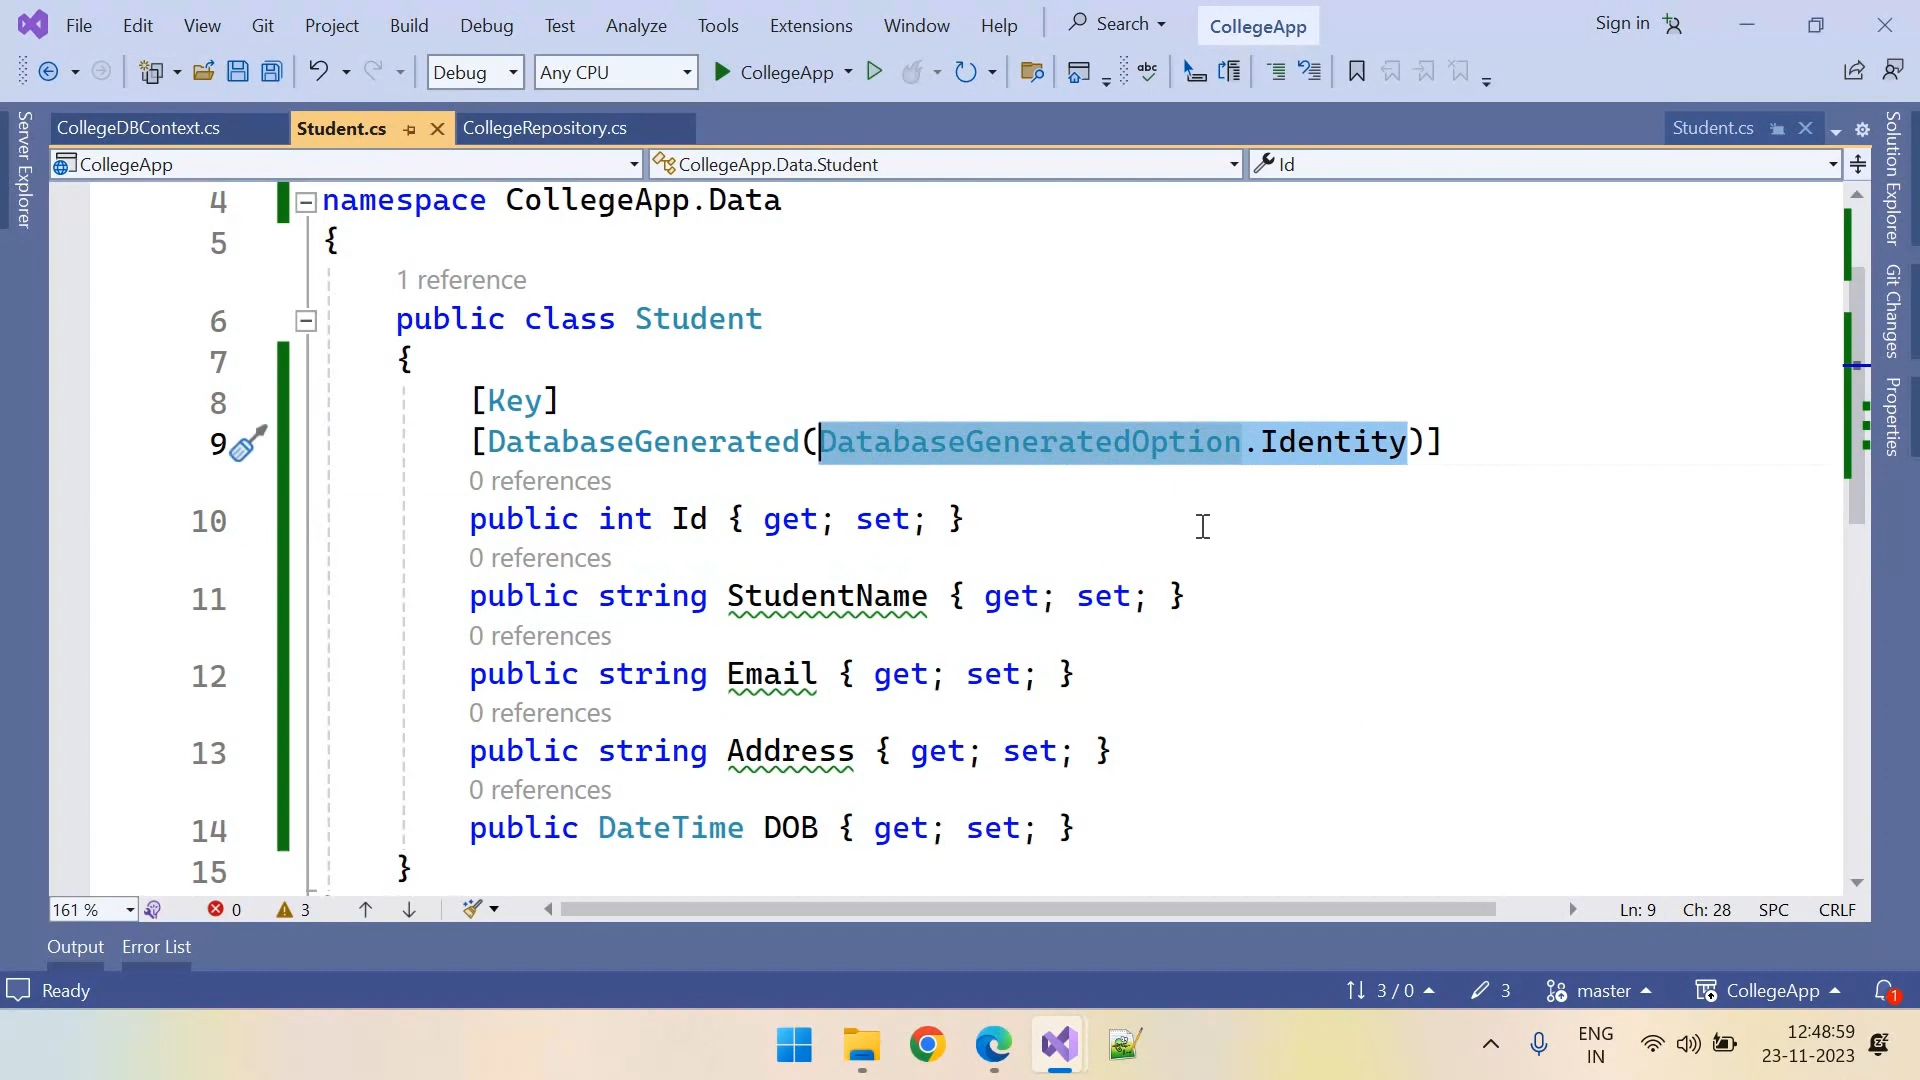 File Edit View Git Project Build Debug Test Analyze Tools Extensions Window Help Search CollegeApp Sign in
Debug Any CPU CollegeApp abc
CollegeDBContext.cs Student.cs CollegeRepository.cs Student.cs
CollegeApp CollegeApp.Data.Student Id
Server Explorer
Solution Explorer
Git Changes
Properties
4 namespace CollegeApp.Data
5 {
1 reference
6 public class Student
7 {
8 [Key]
9 [DatabaseGenerated(DatabaseGeneratedOption.Identity)]
0 references
10 public int Id { get; set; }
0 references
11 public string StudentName { get; set; }
0 references
12 public string Email { get; set; }
0 references
13 public string Address { get; set; }
0 references
14 public DateTime DOB { get; set; }
15 }
161 % 0 3 Ln: 9 Ch: 28 SPC CRLF
Output Error List
Ready 3 / 0 3 master CollegeApp 1
ENG 12:48:59
IN 23-11-2023